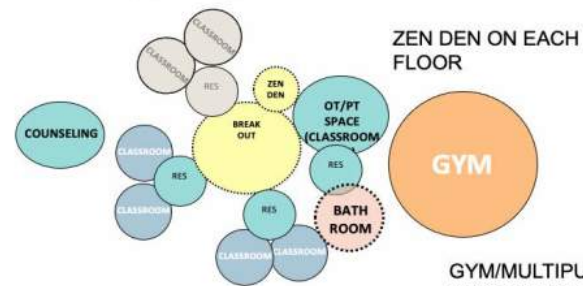 CLASSROOM
CLASSROOM
RES
ZEN DEN ON EACH
FLOOR
ZEN
DEN
OT/PT
SPACE
(CLASSROOM
BREAK
OUT
COUNSELING
CLASSROOM
RES
CLASSROOM
RES
GYM
RES
BATH
ROOM
CLASSROOM
CLASSROOM
GYM/MULTIPU